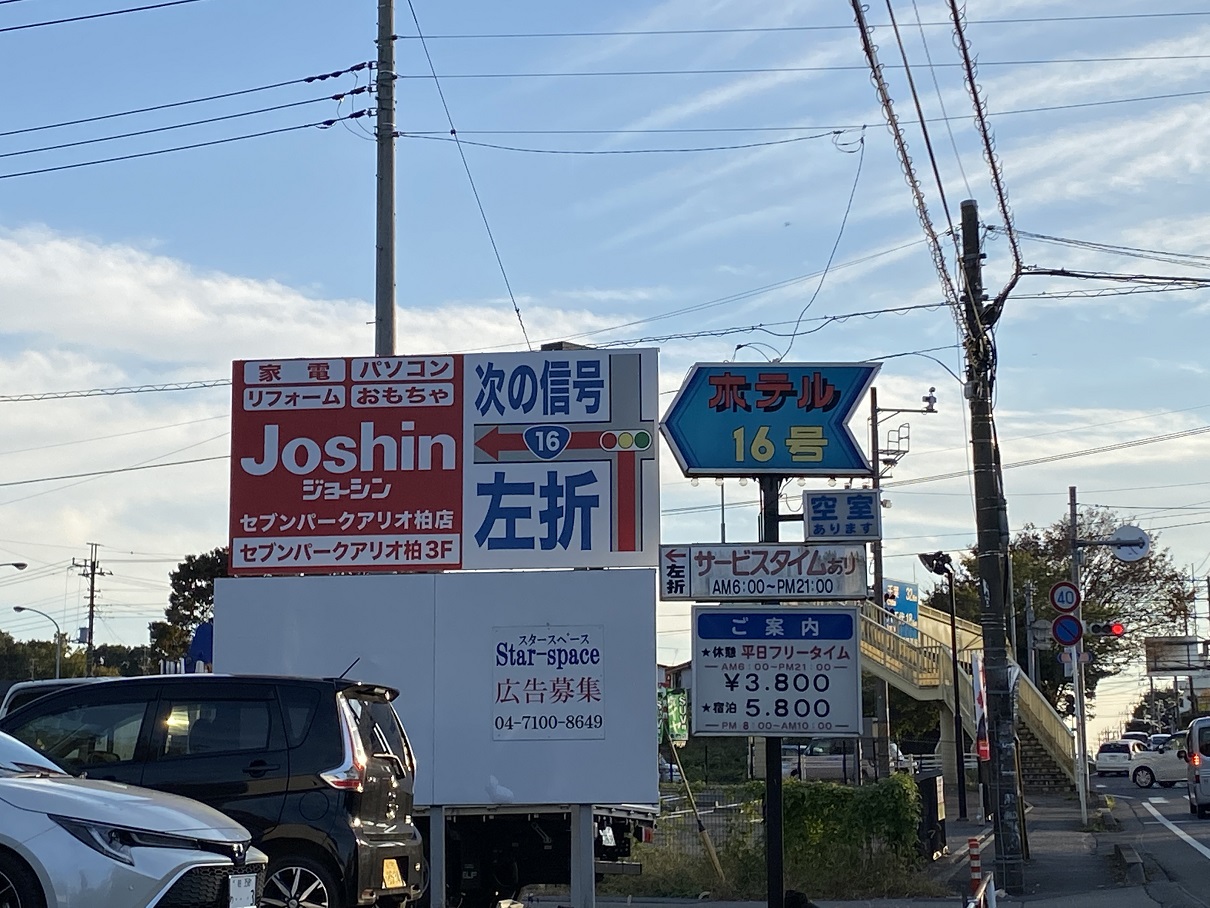 家電 パソコン
リフォーム おもちゃ
Joshin
ジョーシン
セブンパークアリオ柏店
セブンパークアリオ柏3F
次の信号
16
左折
スタースペース
Star-space
広告募集
04-7100-8649
ホテル
16号
空室
あります
←左折
サービスタイムあり
AM6:00~PM21:00
ご案内
★休憩 平日フリータイム
AM6:00~PM21:00
¥3.800
★宿泊 5.800
PM8:00~AM10:00
40